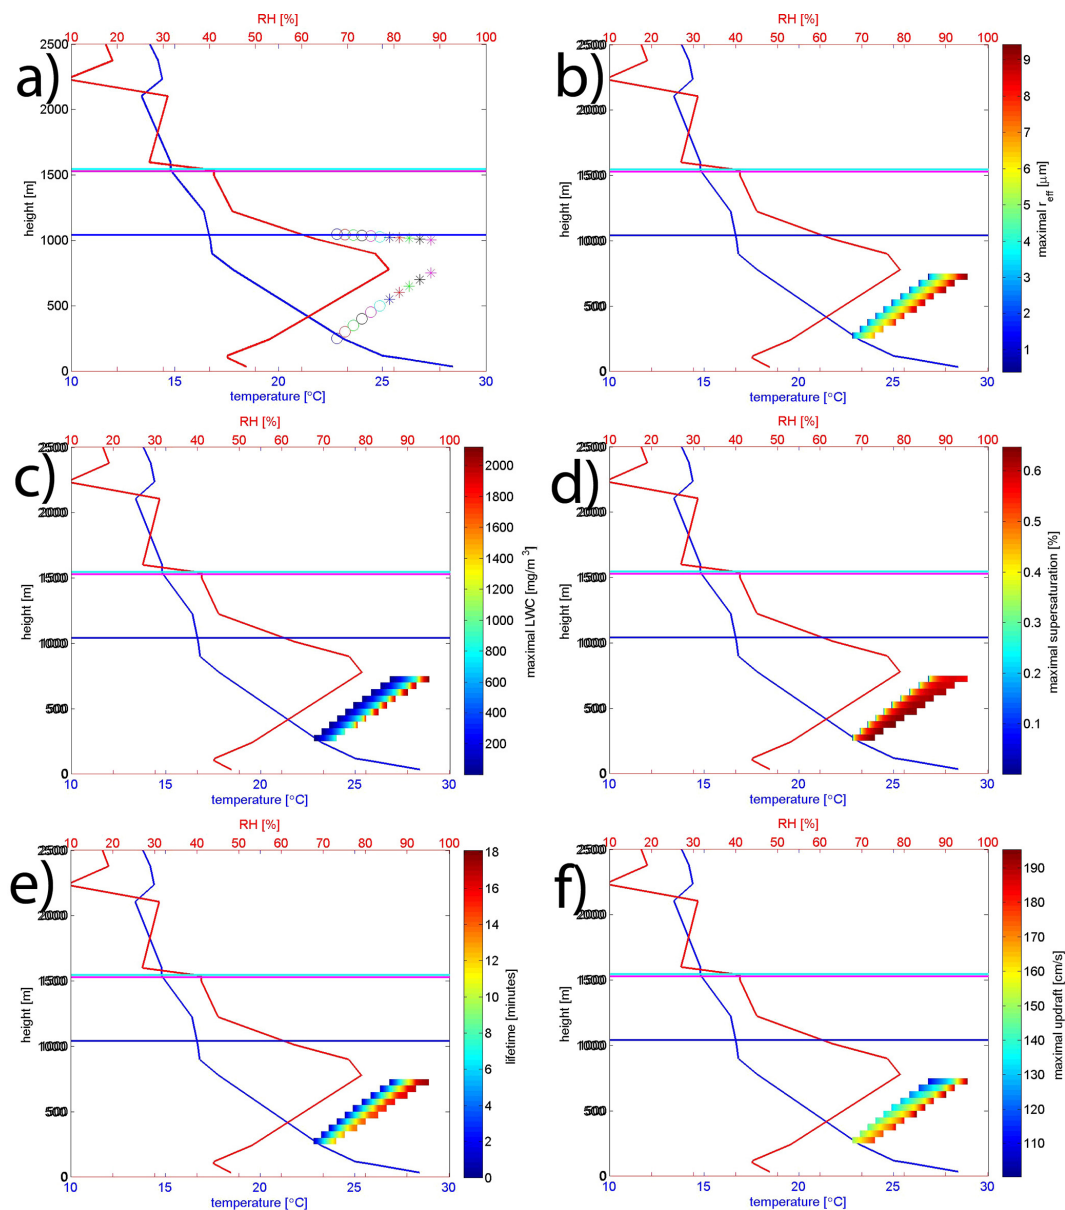 RH [%]
10 20 30 40 50 60 70 80 90 100
a)
2500
2000
1500
1000
500
0
height [m]
10 15 20 25 30
temperature [°C]
RH [%]
10 20 30 40 50 60 70 80 90 100
b)
2500
2000
1500
1000
500
0
height [m]
10 15 20 25 30
temperature [°C]
9
8
7
6
5
4
3
2
1
maximal r_eff [μm]
RH [%]
10 20 30 40 50 60 70 80 90 100
c)
2500
2000
1500
1000
500
0
height [m]
10 15 20 25 30
temperature [°C]
2000
1800
1600
1400
1200
1000
800
600
400
200
maximal LWC [mg/m³]
RH [%]
10 20 30 40 50 60 70 80 90 100
d)
2500
2000
1500
1000
500
0
height [m]
10 15 20 25 30
temperature [°C]
0.6
0.5
0.4
0.3
0.2
0.1
maximal supersaturation [%]
RH [%]
10 20 30 40 50 60 70 80 90 100
e)
2500
2000
1500
1000
500
0
height [m]
10 15 20 25 30
temperature [°C]
18
16
14
12
10
8
6
4
2
0
lifetime [minutes]
RH [%]
10 20 30 40 50 60 70 80 90 100
f)
2500
2000
1500
1000
500
0
height [m]
10 15 20 25 30
temperature [°C]
190
180
170
160
150
140
130
120
110
maximal updraft [cm/s]